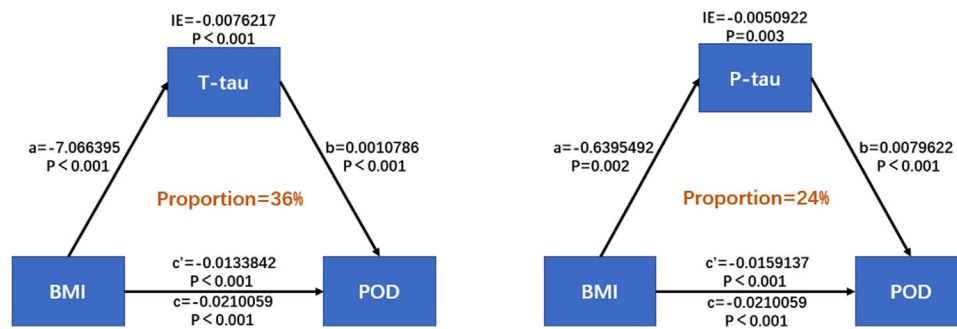 IE=-0.0076217
P<0.001
T-tau
a=-7.066395
P<0.001
b=0.0010786
P<0.001
Proportion=36%
BMI
c'=-0.0133842
P<0.001
c=-0.0210059
P<0.001
POD
IE=-0.0050922
P=0.003
P-tau
a=-0.6395492
P=0.002
b=0.0079622
P<0.001
Proportion=24%
BMI
c'=-0.0159137
P<0.001
c=-0.0210059
P<0.001
POD